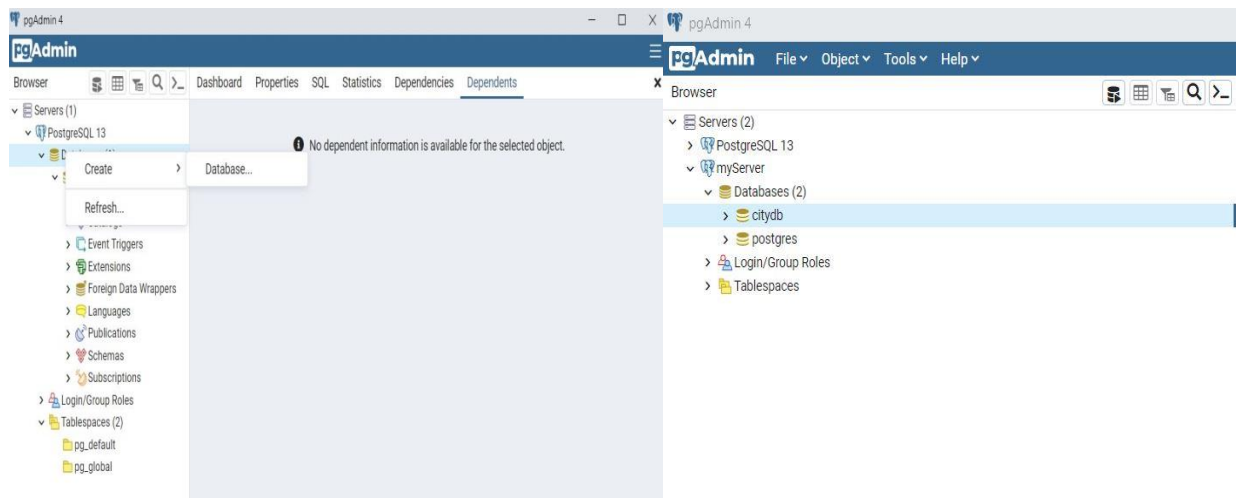 pgAdmin 4
pgAdmin
Browser
Dashboard Properties SQL Statistics Dependencies Dependents
Servers (1)
PostgreSQL 13
No dependent information is available for the selected object.
Create
Database...
Refresh...
Event Triggers
Extensions
Foreign Data Wrappers
Languages
Publications
Schemas
Subscriptions
Login/Group Roles
Tablespaces (2)
pg_default
pg_global
pgAdmin 4
pgAdmin File Object Tools Help
Browser
Servers (2)
PostgreSQL 13
myServer
Databases (2)
citydb
postgres
Login/Group Roles
Tablespaces